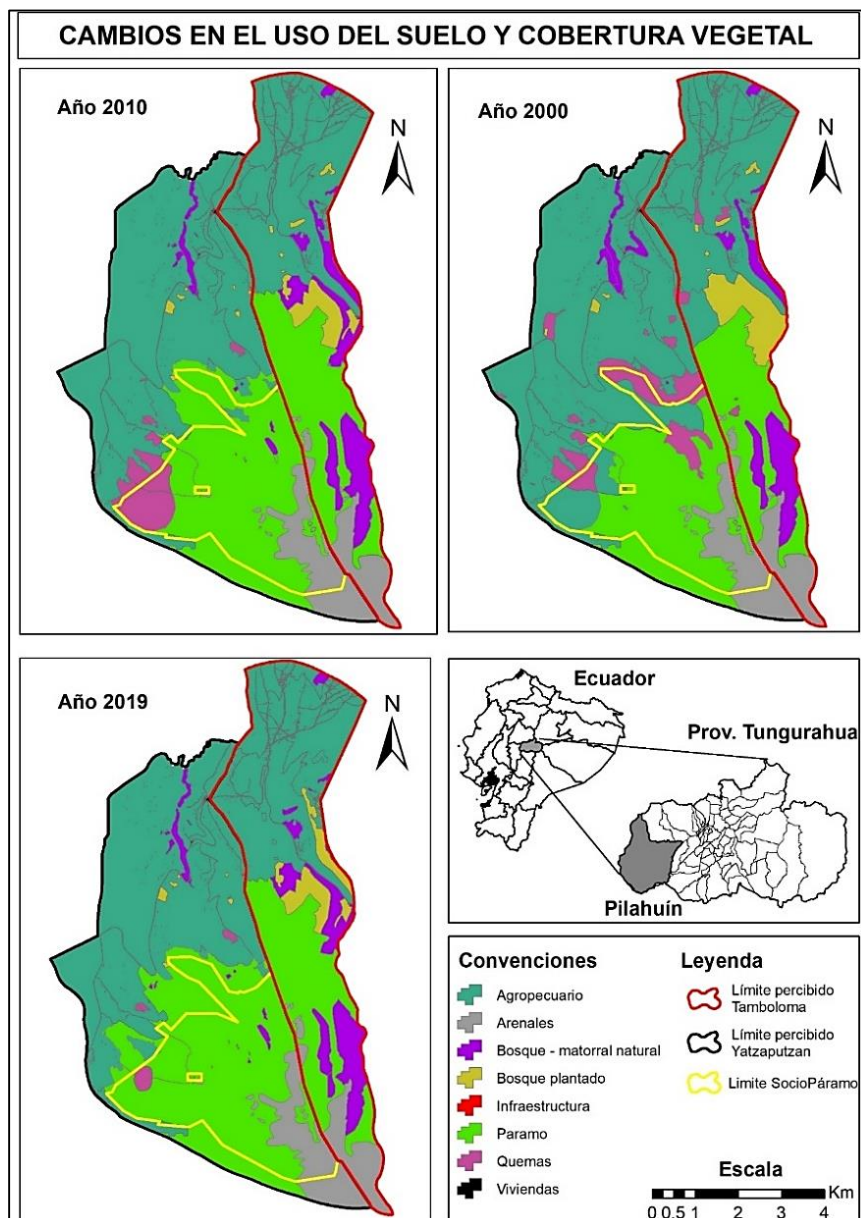 CAMBIOS EN EL USO DEL SUELO Y COBERTURA VEGETAL
Año 2010
N
Año 2000
N
Año 2019
N
Ecuador
Prov. Tungurahua
Pilahuín
Convenciones
Agropecuario
Arenales
Bosque - matorral natural
Bosque plantado
Infraestructura
Paramo
Quemas
Viviendas
Leyenda
Límite percibido
Tamboloma
Límite percibido
Yatzaputzan
Limite SocioPáramo
Escala
Km
0 0.5 1 2 3 4